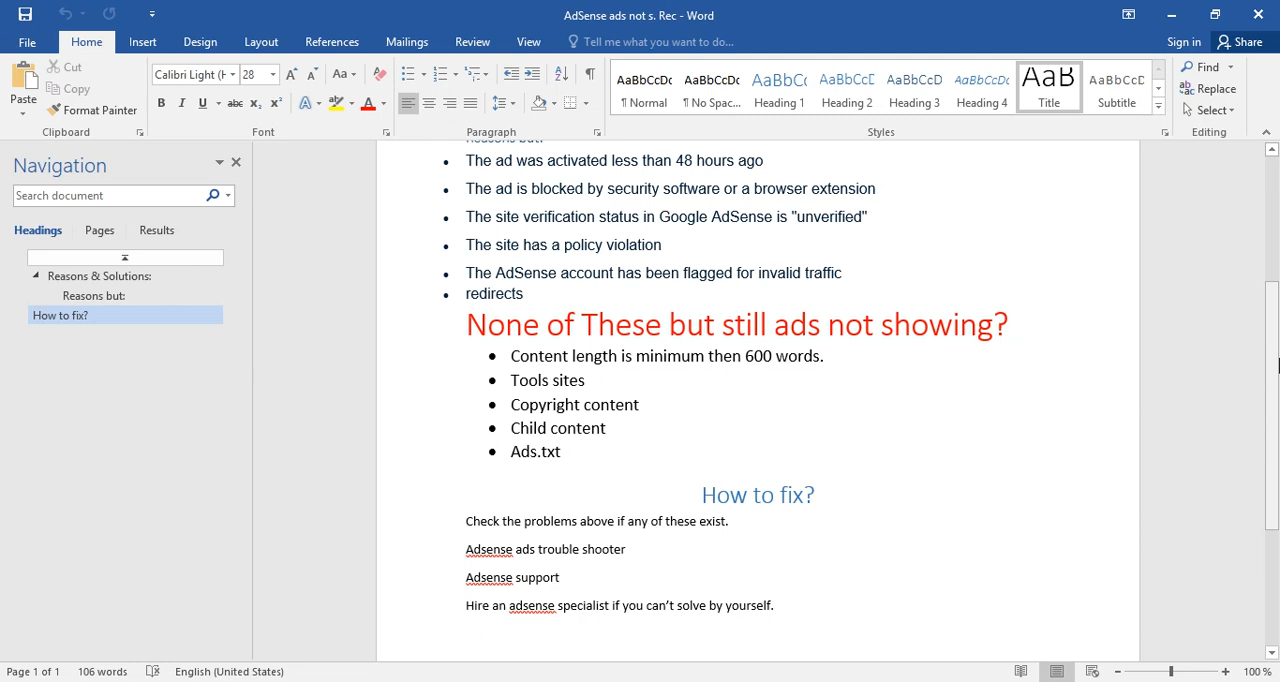 AdSense ads not s. Rec - Word
File Home Insert Design Layout References Mailings Review View Tell me what you want to do... Sign in Share
Paste
Cut
Copy
Format Painter
Clipboard
Calibri Light (H 28
Font
Paragraph
AaBbCcDc AaBbCcDc AaBbCc AaBbCcD AaBbCcD AaBbCcDc AaB AaBbCcD
¶ Normal ¶ No Spac... Heading 1 Heading 2 Heading 3 Heading 4 Title Subtitle
Styles
Find
Replace
Select
Editing
Navigation
Search document
Headings Pages Results
Reasons & Solutions:
Reasons but:
How to fix?
reasons but:
• The ad was activated less than 48 hours ago
• The ad is blocked by security software or a browser extension
• The site verification status in Google AdSense is "unverified"
• The site has a policy violation
• The AdSense account has been flagged for invalid traffic
• redirects
None of These but still ads not showing?
• Content length is minimum then 600 words.
• Tools sites
• Copyright content
• Child content
• Ads.txt
How to fix?
Check the problems above if any of these exist.
Adsense ads trouble shooter
Adsense support
Hire an adsense specialist if you can’t solve by yourself.
Page 1 of 1 106 words English (United States) 100 %